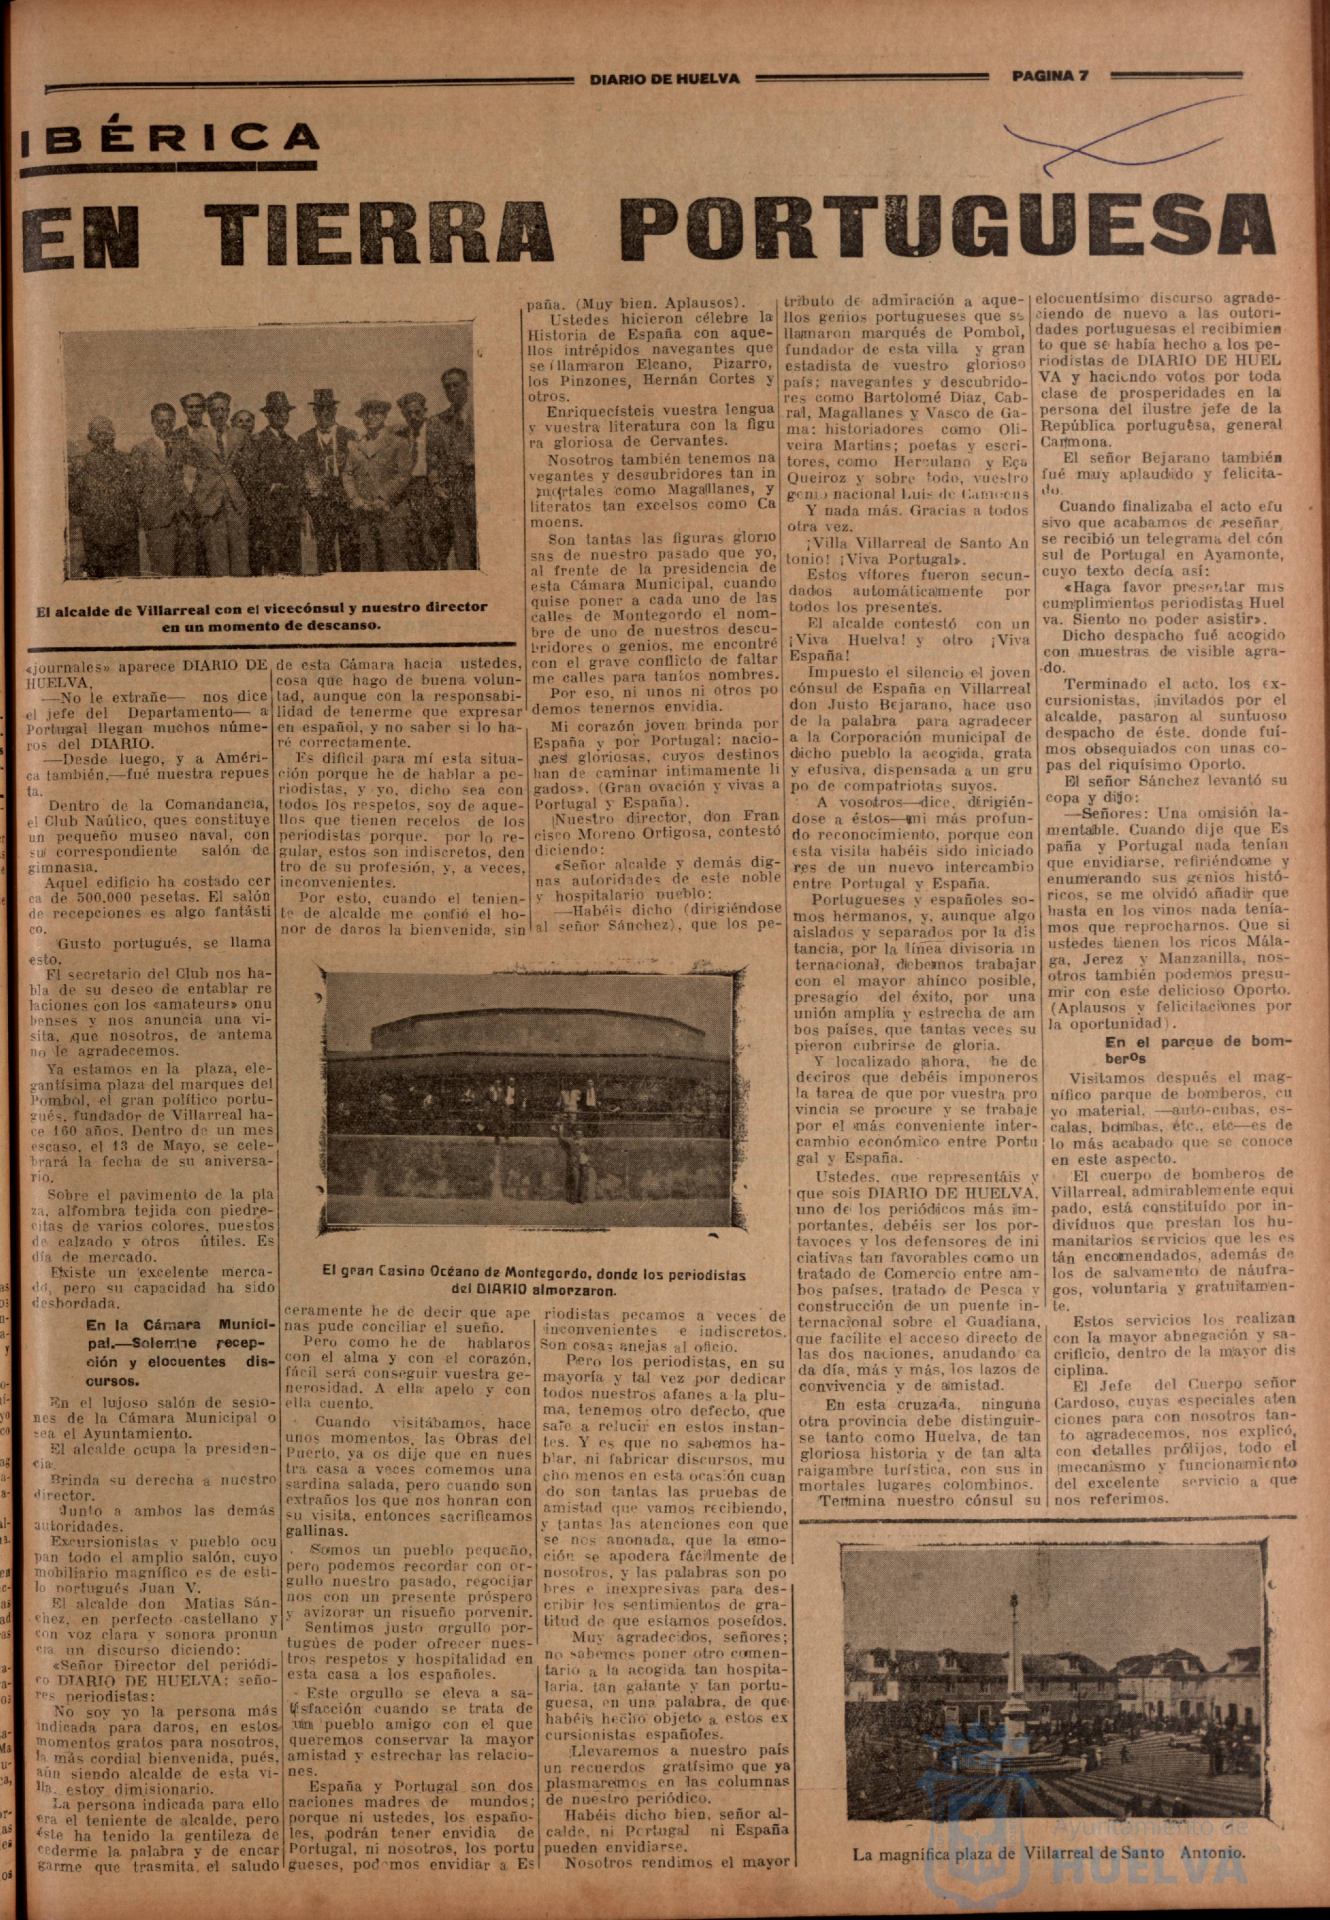 DIARIO DE HUELVA
PAGINA 7
IBÉRICA
EN TIERRA PORTUGUESA
El alcalde de Villarreal con el vicecónsul y nuestro director
en un momento de descanso.
«journales» aparece DIARIO DE
HUELVA,
—No le extrañe— nos dice
el jefe del Departamento— a
Portugal llegan muchos núme-
ros del DIARIO.
—Desde luego, y a Améri-
ca también,—fué nuestra repues
ta.
Dentro de la Comandancia,
el Club Naútico, ques constituye
un pequeño museo naval, con
su correspondiente salón de
gimnasia.
Aquel edificio ha costado cer
ca de 500.000 pesetas. El salón
de recepciones es algo fantásti
co.
Gusto portugués, se llama
esto.
El secretario del Club nos ha-
bla de su deseo de entablar re
laciones con los «amateurs» onu
benses y nos anuncia una vi-
sita, que nosotros, de antema
no le agradecemos.
Ya estamos en la plaza, ele-
gantísima plaza del marques del
Pombol, el gran político portu-
gués, fundador de Villarreal ha-
ce 160 años. Dentro de un mes
escaso, el 13 de Mayo, se cele-
brará la fecha de su aniversa-
rio.
Sobre el pavimento de la pla
za, alfombra tejida con piedre-
citas de varios colores, puestos
de calzado y otros útiles. Es
día de mercado.
Existe un excelente merca-
do, pero su capacidad ha sido
desbordada.
En la Cámara Munici-
pal.—Solemne recep-
ción y elocuentes dis-
cursos.
En el lujoso salón de sesio-
nes de la Cámara Municipal o
sea el Ayuntamiento.
El alcalde ocupa la presiden-
cia.
Brinda su derecha a nuestro
director.
Junto a ambos las demás
autoridades.
Excursionistas y pueblo ocu
pan todo el amplio salón, cuyo
mobiliario magnífico es de esti-
lo portugués Juan V.
El alcalde don Matias Sán-
chez, en perfecto castellano y
con voz clara y sonora pronun
cia un discurso diciendo:
«Señor Director del periódi-
co DIARIO DE HUELVA: seño-
res periodistas:
No soy yo la persona más
indicada para daros, en estos
momentos gratos para nosotros,
la más cordial bienvenida, pués,
aún siendo alcalde de esta vi-
lla, estoy dimisionario.
La persona indicada para ello
era el teniente de alcalde, pero
éste ha tenido la gentileza de
cederme la palabra y de encar
garme que trasmita el saludo
de esta Cámara hacia ustedes,
cosa que hago de buena volun-
tad, aunque con la responsabi-
lidad de tenerme que expresar
en español, y no saber si lo ha-
ré correctamente.
Es dificil para mí esta situa-
ción porque he de hablar a pe-
riodistas, y yo, dicho sea con
todos los respetos, soy de aque-
llos que tienen recelos de los
periodistas porque, por lo re-
gular, estos son indiscretos, den
tro de su profesión, y, a veces,
inconvenientes.
Por esto, cuando el tenien-
te de alcalde me confió el ho-
nor de daros la bienvenida, sin
El gran Casino Océano de Montegordo, donde los periodistas
del DIARIO almorzaron.
ceramente he de decir que ape
nas pude conciliar el sueño.
Pero como he de hablaros
con el alma y con el corazón,
fácil será conseguir vuestra ge-
nerosidad. A ella apelo y con
ella cuento.
Cuando visitábamos, hace
unos momentos, las Obras del
Puerto, ya os dije que en nues
tra casa a veces comemos una
sardina salada, pero cuando son
extraños los que nos honran con
su visita, entonces sacrificamos
gallinas.
Somos un pueblo pequeño,
pero podemos recordar con or-
gullo nuestro pasado, regocijar
nos con un presente próspero
y avizorar un risueño porvenir.
Sentimos justo orgullo por-
tugués de poder ofrecer nues-
tros respetos y hospitalidad en
esta casa a los españoles.
Este orgullo se eleva a sa-
tisfacción cuando se trata de
un pueblo amigo con el que
queremos conservar la mayor
amistad y estrechar las relacio-
nes.
España y Portugal son dos
naciones madres de mundos;
porque ni ustedes, los españo-
les, podrán tener envidia de
Portugal, ni nosotros, los portu
gueses, podemos envidiar a Es
paña. (Muy bien. Aplausos).
Ustedes hicieron célebre la
Historia de España con aque-
llos intrépidos navegantes que
se llamaron Elcano, Pizarro,
los Pinzones, Hernán Cortes y
otros.
Enriquecísteis vuestra lengua
y vuestra literatura con la figu
ra gloriosa de Cervantes.
Nosotros también tenemos na
vegantes y descubridores tan in
mortales como Magallanes, y
literatos tan excelsos como Ca
moens.
Son tantas las figuras glorio
sas de nuestro pasado que yo,
al frente de la presidencia de
esta Cámara Municipal, cuando
quise poner a cada uno de las
calles de Montegordo el nom-
bre de uno de nuestros descu-
bridores o genios, me encontré
con el grave conflicto de faltar
me calles para tantos nombres.
Por eso, ni unos ni otros po
demos tenernos envidia.
Mi corazón joven brinda por
España y por Portugal; nacio-
nes gloriosas, cuyos destinos
han de caminar intimamente li
gados». (Gran ovación y vivas a
Portugal y España).
Nuestro director, don Fran
cisco Moreno Ortigosa, contestó
diciendo:
«Señor alcalde y demás dig-
nas autoridades de este noble
y hospitalario pueblo:
—Habéis dicho (dirigiéndose
al señor Sánchez), que los pe-
riodistas pecamos a veces de
inconvenientes e indiscretos.
Son cosas anejas al oficio.
Pero los periodistas, en su
mayoría y tal vez por dedicar
todos nuestros afanes a la plu-
ma, tenemos otro defecto, que
sale a relucir en estos instan-
tes. Y es que no sabemos ha-
blar, ni fabricar discursos, mu
cho menos en esta ocasión cuan
do son tantas las pruebas de
amistad que vamos recibiendo,
y tantas las atenciones con que
se nos anonada, que la emo-
ción se apodera fácilmente de
nosotros, y las palabras son po
bres e inexpresivas para des-
cribir los sentimientos de gra-
titud de que estamos poseídos.
Muy agradecidos, señores;
no sabemos poner otro comen-
tario a la acogida tan hospita-
laria, tan galante y tan portu-
guesa, en una palabra, de que
habéis hecho objeto a estos ex
cursionistas españoles.
Llevaremos a nuestro país
un recuerdos gratísimo que ya
plasmaremos en las columnas
de nuestro periódico.
Habéis dicho bien, señor al-
calde, ni Portugal ni España
pueden envidiarse.
Nosotros rendimos el mayor
tributo de admiración a aque-
llos genios portugueses que se
llamaron marqués de Pombol,
fundador de esta villa y gran
estadista de vuestro glorioso
país; navegantes y descubrido-
res como Bartolomé Diaz, Cab-
ral, Magallanes y Vasco de Ga-
ma: historiadores como Oli-
veira Martins; poetas y escri-
tores, como Herculano y Eça
Queiroz y sobre todo, vuestro
genio nacional Luis de Camoens
Y nada más. Gracias a todos
otra vez.
¡Villa Villarreal de Santo An
tonio! ¡Viva Portugal».
Estos vítores fueron secun-
dados automáticamente por
todos los presentes.
El alcalde contestó con un
¡Viva Huelva! y otro ¡Viva
España!
Impuesto el silencio el joven
cónsul de España en Villarreal
don Justo Bejarano, hace uso
de la palabra para agradecer
a la Corporación municipal de
dicho pueblo la acogida, grata
y efusiva, dispensada a un gru
po de compatriotas suyos.
A vosotros—dice, dirigién-
dose a éstos—mi más profun-
do reconocimiento, porque con
esta visita habéis sido iniciado
res de un nuevo intercambio
entre Portugal y España.
Portugueses y españoles so-
mos hermanos, y, aunque algo
aislados y separados por la dis
tancia, por la línea divisoria in
ternacional, debemos trabajar
con el mayor ahínco posible,
presagio del éxito, por una
unión amplia y estrecha de am
bos países, que tantas veces su
pieron cubrirse de gloria.
Y localizado ahora, he de
deciros que debéis imponeros
la tarea de que por vuestra pro
vincia se procure y se trabaje
por el más conveniente inter-
cambio económico entre Portu
gal y España.
Ustedes, que representáis y
que sois DIARIO DE HUELVA,
uno de los periódicos más im-
portantes, debéis ser los por-
tavoces y los defensores de ini
ciativas tan favorables como un
tratado de Comercio entre am-
bos países, tratado de Pesca y
construcción de un puente in-
ternacional sobre el Guadiana,
que facilite el acceso directo de
las dos naciones, anudando ca
da día, más y más, los lazos de
convivencia y de amistad.
En esta cruzada, ninguna
otra provincia debe distinguir-
se tanto como Huelva, de tan
gloriosa historia y de tan alta
raigambre turística, con sus in
mortales lugares colombinos.
Termina nuestro cónsul su
elocuentísimo discurso agrade-
ciendo de nuevo a las outori-
dades portuguesas el recibimien
to que se había hecho a los pe-
riodistas de DIARIO DE HUEL
VA y haciendo votos por toda
clase de prosperidades en la
persona del ilustre jefe de la
República portuguesa, general
Carmona.
El señor Bejarano también
fué muy aplaudido y felicita-
do.
Cuando finalizaba el acto efu
sivo que acabamos de reseñar,
se recibió un telegrama del cón
sul de Portugal en Ayamonte,
cuyo texto decía así:
«Haga favor presentar mis
cumplimientos periodistas Huel
va. Siento no poder asistir».
Dicho despacho fué acogido
con muestras de visible agra-
do.
Terminado el acto, los ex-
cursionistas, invitados por el
alcalde, pasaron al suntuoso
despacho de éste, donde fuí-
mos obsequiados con unas co-
pas del riquísimo Oporto.
El señor Sánchez levantó su
copa y dijo:
—Señores: Una omisión la-
mentable. Cuando dije que Es
paña y Portugal nada tenían
que envidiarse, refiriéndome y
enumerando sus genios histó-
ricos, se me olvidó añadir que
hasta en los vinos nada tenía-
mos que reprocharnos. Que si
ustedes tienen los ricos Mála-
ga, Jerez y Manzanilla, nos-
otros también podemos presu-
mir con este delicioso Oporto.
(Aplausos y felicitaciones por
la oportunidad).
En el parque de bom-
beros
Visitamos después el mag-
nífico parque de bomberos, cu
yo material, —auto-cubas, es-
calas, bombas, etc., etc—es de
lo más acabado que se conoce
en este aspecto.
El cuerpo de bomberos de
Villarreal, admirablemente equi
pado, está constituído por in-
divíduos que prestan los hu-
manitarios servicios que les es
tán encomendados, además de
los de salvamento de náufra-
gos, voluntaria y gratuitamen-
te.
Estos servicios los realizan
con la mayor abnegación y sa-
crificio, dentro de la mayor dis
ciplina.
El Jefe del Cuerpo señor
Cardoso, cuyas especiales aten
ciones para con nosotros tan-
to agradecemos, nos explicó,
con detalles prólijos, todo el
mecanismo y funcionamiento
del excelente servicio a que
nos referimos.
La magnífica plaza de Villarreal de Santo Antonio.
Ayuntamiento de
HUELVA